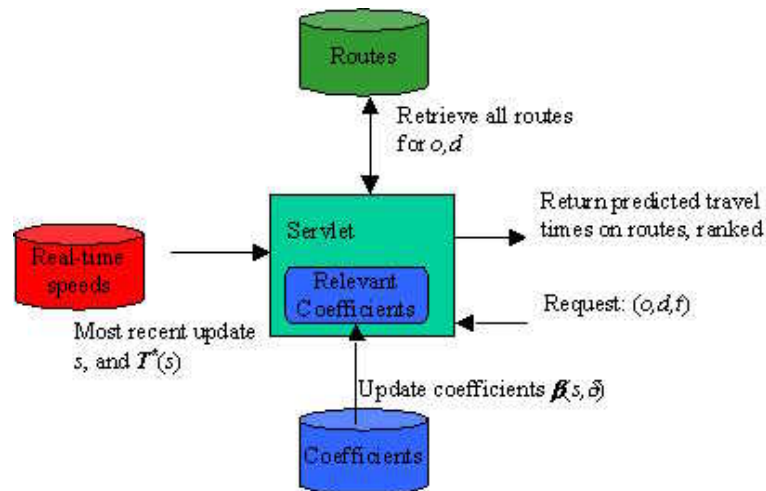 Routes
Retrieve all routes
for o,d
Servlet
Return predicted travel
times on routes, ranked
Real-time
speeds
Relevant
Coefficients
Request: (o,d,t)
Most recent update
s, and T*(s)
Update coefficients β(s,δ)
Coefficients